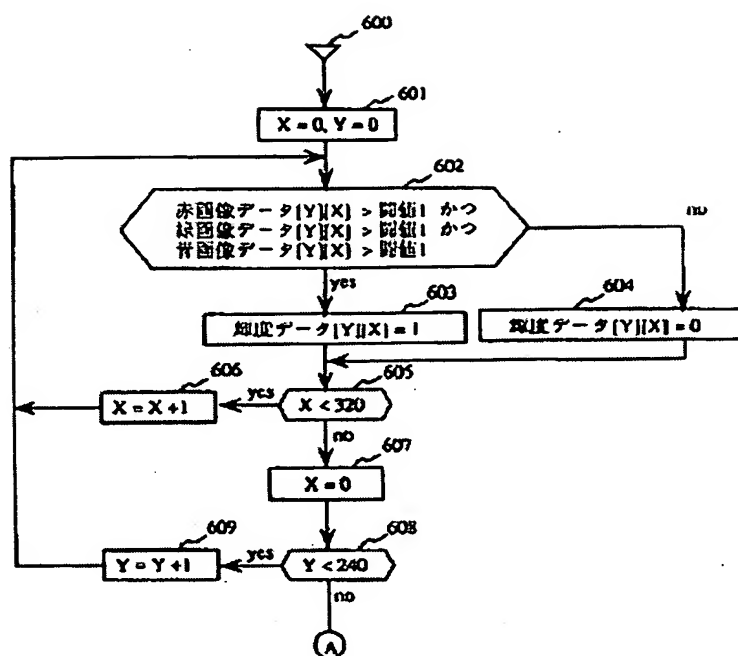 600
601
X = 0, Y = 0
602
赤画像データ[Y][X] > 閾値1 かつ
緑画像データ[Y][X] > 閾値1 かつ
青画像データ[Y][X] > 閾値1
no
yes
603
604
輝度データ[Y][X] = 1
輝度データ[Y][X] = 0
606
605
X = X +1
yes
X < 320
no
607
X = 0
609
608
Y = Y +1
yes
Y < 240
no
A